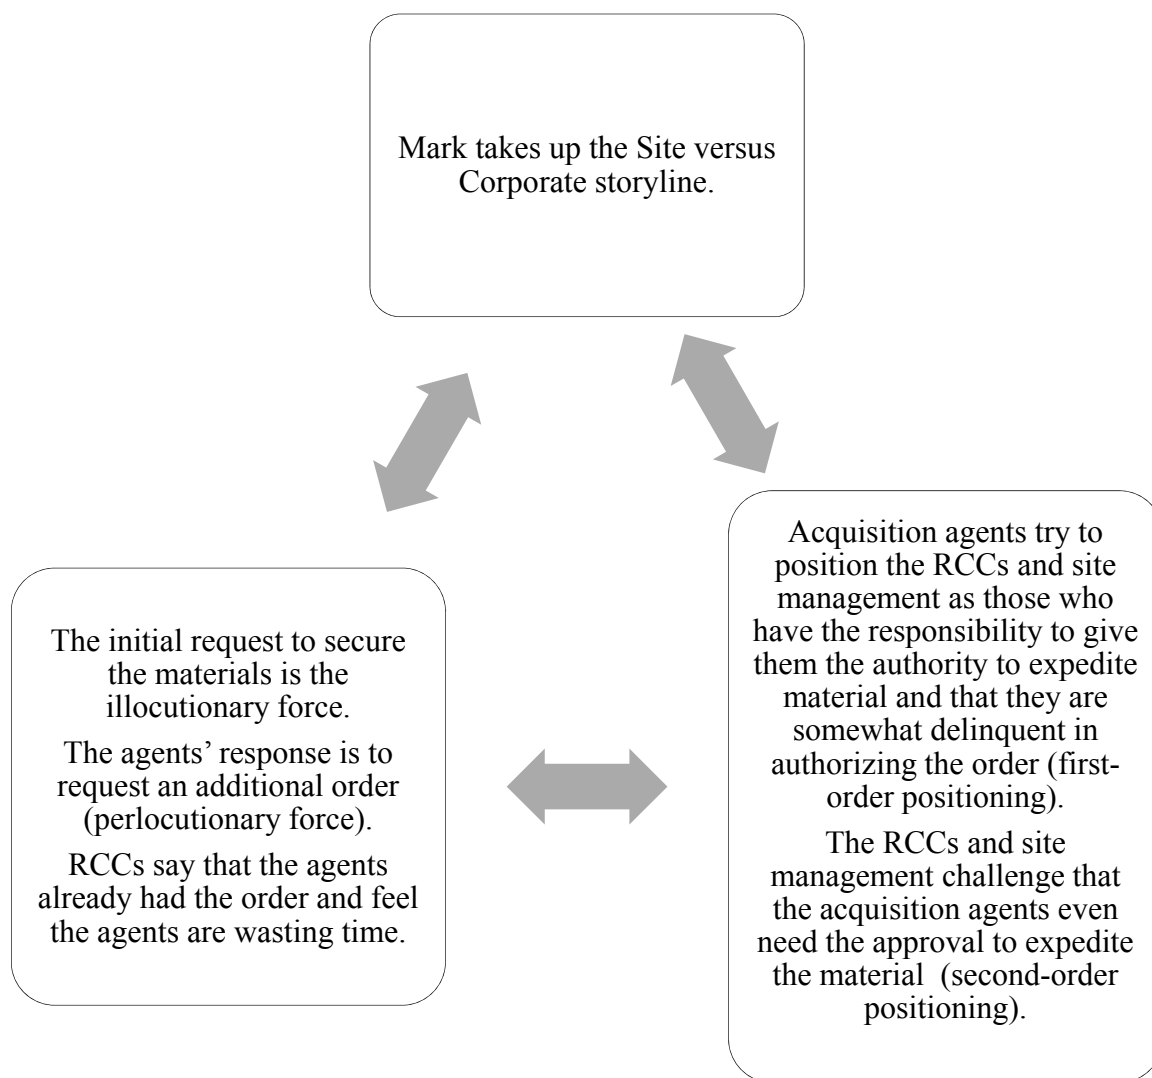 Mark takes up the Site versus
Corporate storyline.
The initial request to secure
the materials is the
illocutionary force.
The agents’ response is to
request an additional order
(perlocutionary force).
RCCs say that the agents
already had the order and feel
the agents are wasting time.
Acquisition agents try to
position the RCCs and site
management as those who
have the responsibility to give
them the authority to expedite
material and that they are
somewhat delinquent in
authorizing the order (first-
order positioning).
The RCCs and site
management challenge that
the acquisition agents even
need the approval to expedite
the material  (second-order
positioning).